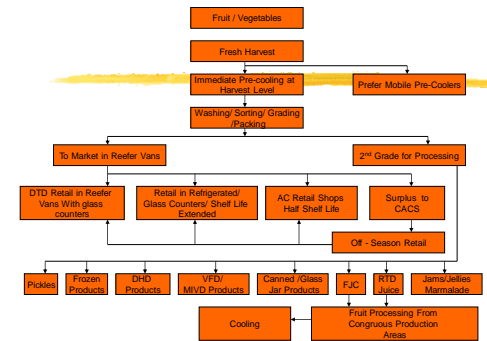 Fruit / Vegetables
Fresh Harvest
Immediate Pre-cooling at
Harvest Level
Prefer Mobile Pre-Coolers
Washing/ Sorting/ Grading
/Packing
To Market in Reefer Vans
2nd Grade for Processing
DTD Retail in Reefer
Vans With glass
counters
Retail in Refrigerated/
Glass Counters/ Shelf Life
Extended
AC Retail Shops
Half Shelf Life
Surplus to
CACS
Off - Season Retail
Pickles
Frozen
Products
DHD
Products
VFD/
MIVD Products
Canned /Glass
Jar Products
FJC
RTD
Juice
Jams/Jellies
Marmalade
Cooling
Fruit Processing From
Congruous Production
Areas